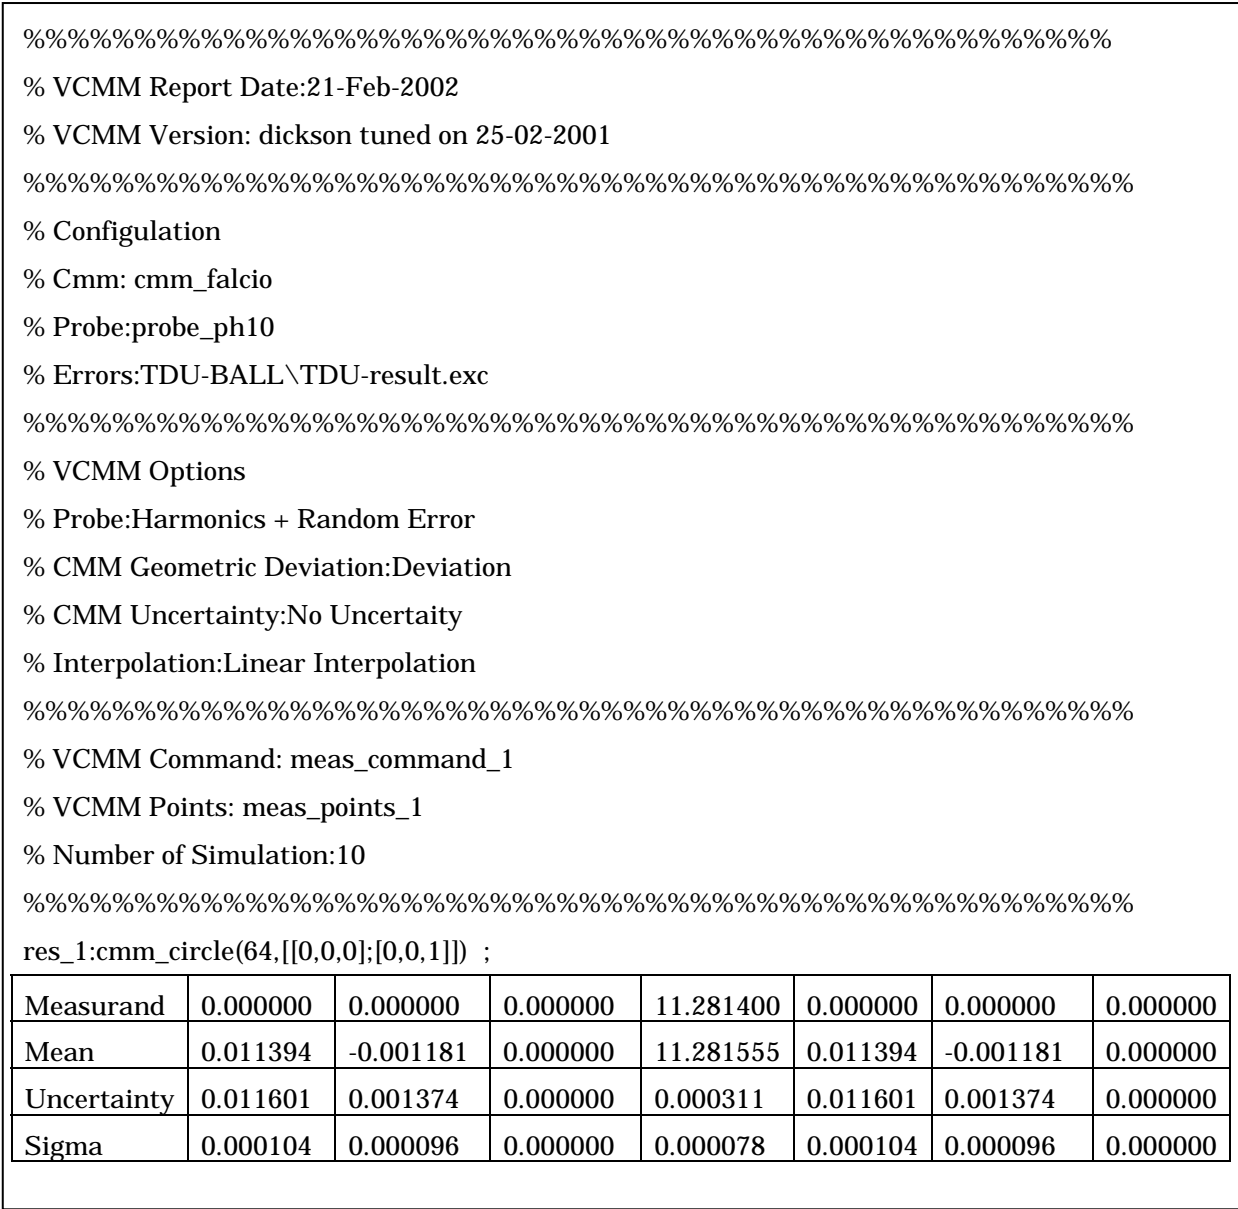 %%%%%%%%%%%%%%%%%%%%%%%%%%%%%%%%%%%%%%%%%%%%%%%%%
% VCMM Report Date:21-Feb-2002
% VCMM Version: dickson tuned on 25-02-2001
%%%%%%%%%%%%%%%%%%%%%%%%%%%%%%%%%%%%%%%%%%%%%%%%%%
% Configulation
% Cmm: cmm_falcio
% Probe:probe_ph10
% Errors:TDU-BALL\TDU-result.exc
%%%%%%%%%%%%%%%%%%%%%%%%%%%%%%%%%%%%%%%%%%%%%%%%%%
% VCMM Options
% Probe:Harmonics + Random Error
% CMM Geometric Deviation:Deviation
% CMM Uncertainty:No Uncertaity
% Interpolation:Linear Interpolation
%%%%%%%%%%%%%%%%%%%%%%%%%%%%%%%%%%%%%%%%%%%%%%%%%%
% VCMM Command: meas_command_1
% VCMM Points: meas_points_1
% Number of Simulation:10
%%%%%%%%%%%%%%%%%%%%%%%%%%%%%%%%%%%%%%%%%%%%%%%%%%
res_1:cmm_circle(64,[[0,0,0];[0,0,1]]) ;
Measurand 0.000000 0.000000 0.000000 11.281400 0.000000 0.000000 0.000000
Mean 0.011394 -0.001181 0.000000 11.281555 0.011394 -0.001181 0.000000
Uncertainty 0.011601 0.001374 0.000000 0.000311 0.011601 0.001374 0.000000
Sigma 0.000104 0.000096 0.000000 0.000078 0.000104 0.000096 0.000000